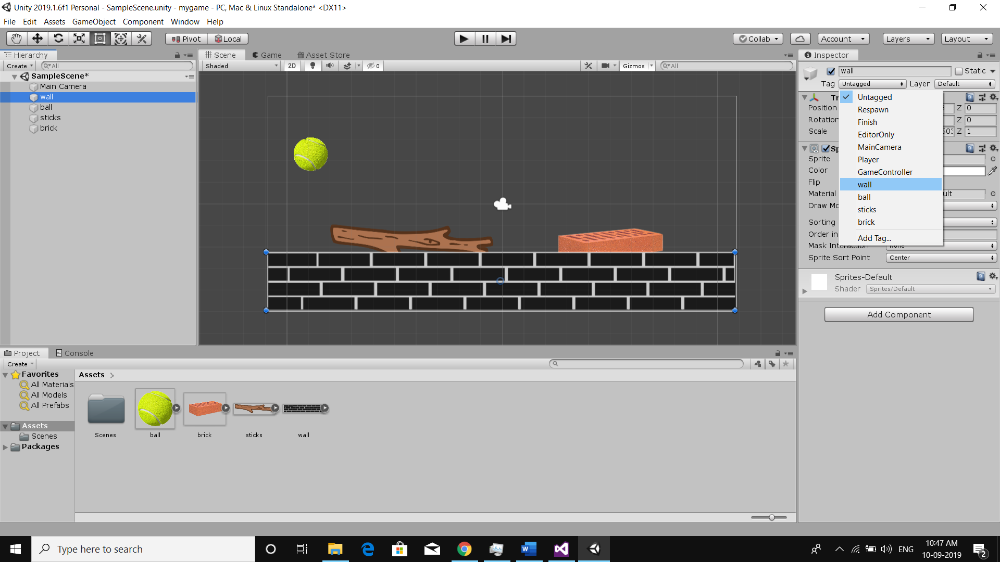 Unity 2019.1.6f1 Personal - SampleScene.unity - mygame - PC, Mac & Linux Standalone* <DX11>
File Edit Assets GameObject Component Window Help
Pivot Local Collab Account Layers Layout
Hierarchy Scene Game Asset Store Inspector
Create All Shaded 2D 0 Gizmos All
wall Static
Tag Untagged Layer Default
SampleScene*
Main Camera
wall
ball
sticks
brick
Untagged
Respawn
Finish
EditorOnly
MainCamera
Player
GameController
wall
ball
sticks
brick
Add Tag...
Tr
Position Z 0
Rotation Z 0
Scale Z 1
Sp
Sprite
Color
Flip
Material ult
Draw Mo
Sorting
Order in
Mask Interaction None
Sprite Sort Point Center
Sprites-Default
Shader Sprites/Default
Add Component
Project Console
Create
Favorites
All Materials
All Models
All Prefabs
Assets
Scenes
Packages
Assets
Scenes ball brick sticks wall
Type here to search
ENG
10:47 AM
10-09-2019
2